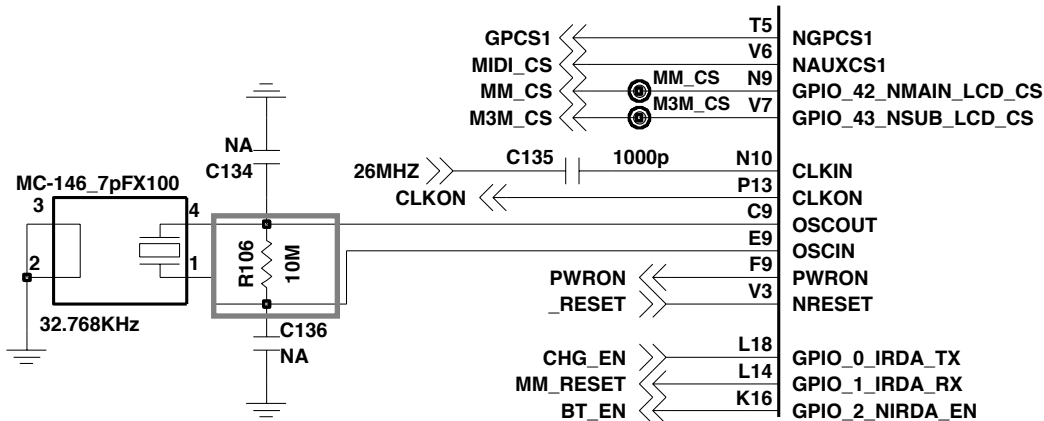 T5
GPCS1 NGPCS1
V6
MIDI_CS NAUXCS1
MM_CS N9
MM_CS GPIO_42_NMAIN_LCD_CS
M3M_CS V7
M3M_CS GPIO_43_NSUB_LCD_CS
NA
C134
C135 1000p N10
26MHZ CLKIN
P13
CLKON CLKON
C9
OSCOUT
E9
OSCIN
MC-146_7pFX100
3 4
2 1
32.768KHz
R106
10M
F9
PWRON PWRON
V3
_RESET NRESET
C136
NA
L18
CHG_EN GPIO_0_IRDA_TX
L14
MM_RESET GPIO_1_IRDA_RX
K16
BT_EN GPIO_2_NIRDA_EN